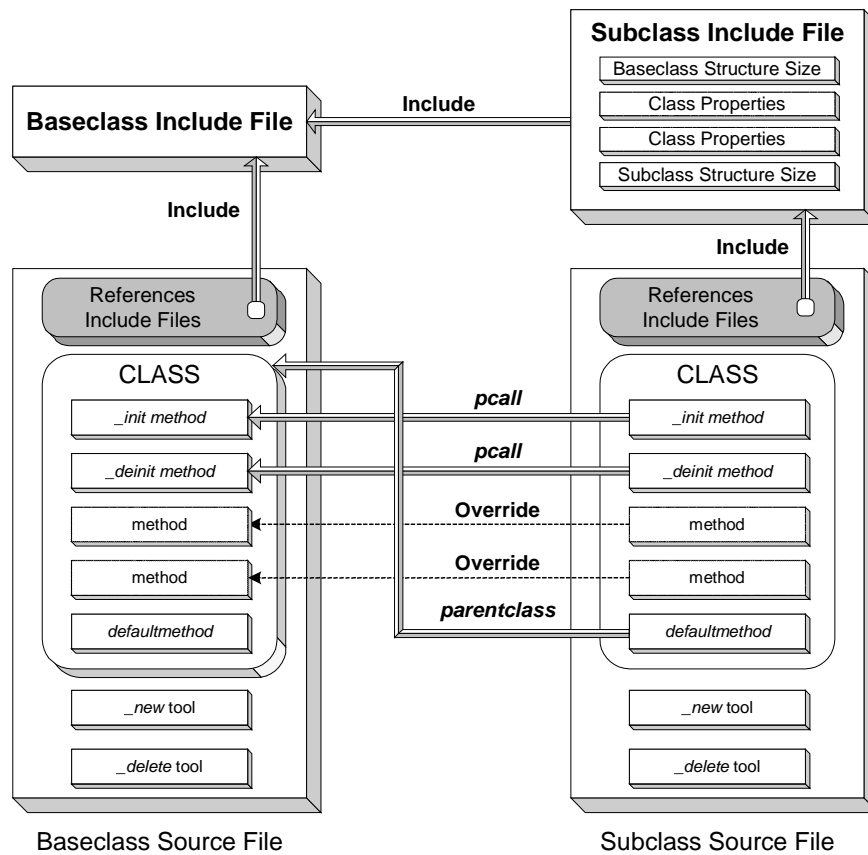 Subclass Include File
Baseclass Structure Size
Class Properties
Class Properties
Subclass Structure Size
Include
Baseclass Include File
Include
Include
References
Include Files
CLASS
_init method
_deinit method
method
method
defaultmethod
_new tool
_delete tool
pcall
pcall
Override
Override
parentclass
References
Include Files
CLASS
_init method
_deinit method
method
method
defaultmethod
_new tool
_delete tool
Baseclass Source File
Subclass Source File